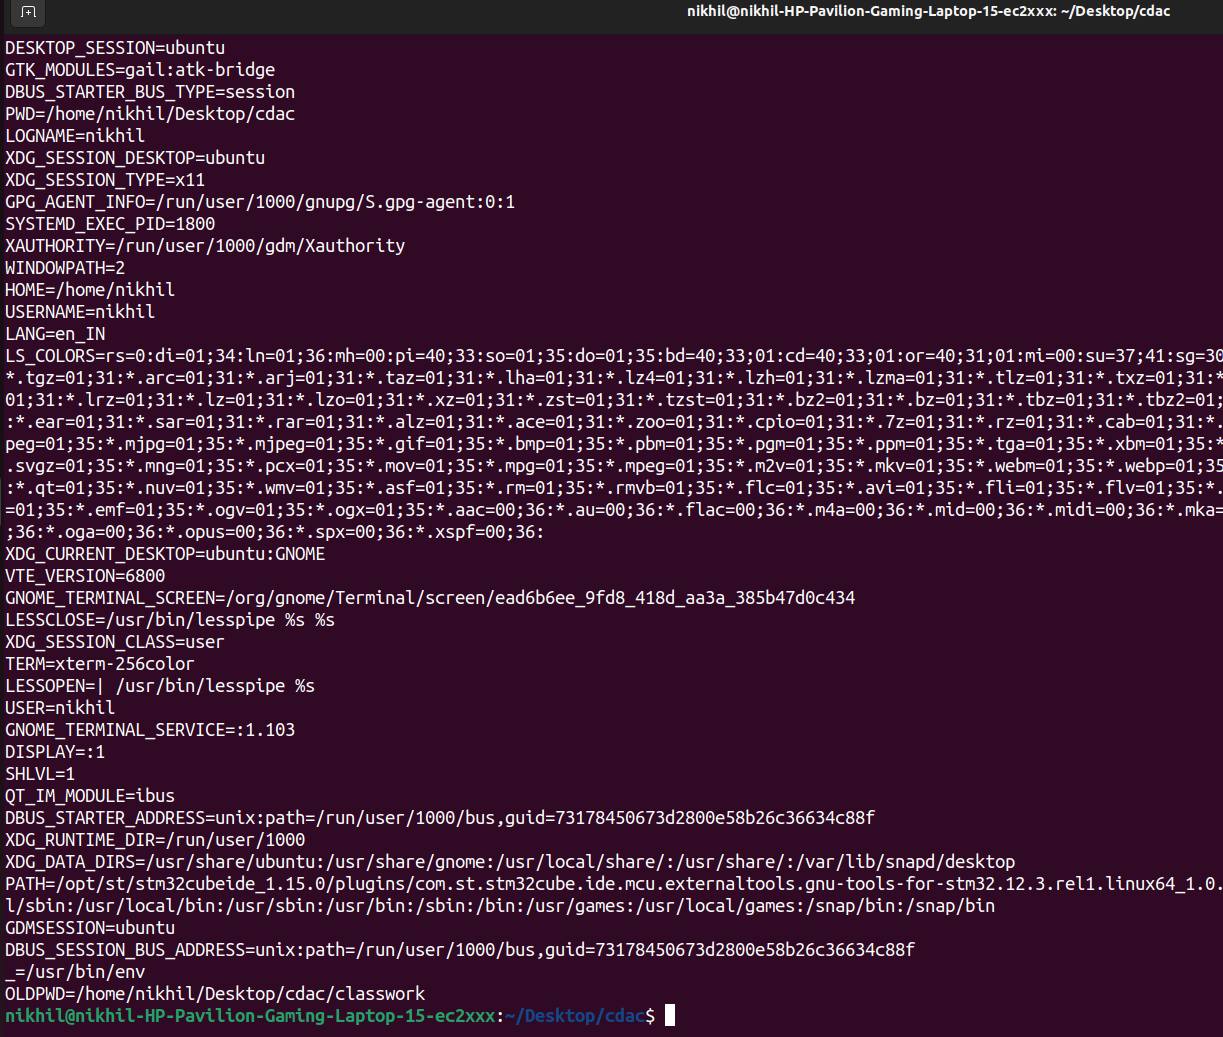 nikhil@nikhil-HP-Pavilion-Gaming-Laptop-15-ec2xxx: ~/Desktop/cdac
DESKTOP_SESSION=ubuntu
GTK_MODULES=gail:atk-bridge
DBUS_STARTER_BUS_TYPE=session
PWD=/home/nikhil/Desktop/cdac
LOGNAME=nikhil
XDG_SESSION_DESKTOP=ubuntu
XDG_SESSION_TYPE=x11
GPG_AGENT_INFO=/run/user/1000/gnupg/S.gpg-agent:0:1
SYSTEMD_EXEC_PID=1800
XAUTHORITY=/run/user/1000/gdm/Xauthority
WINDOWPATH=2
HOME=/home/nikhil
USERNAME=nikhil
LANG=en_IN
LS_COLORS=rs=0:di=01;34:ln=01;36:mh=00:pi=40;33:so=01;35:do=01;35:bd=40;33;01:cd=40;33;01:or=40;31;01:mi=00:su=37;41:sg=30
*.tgz=01;31:*.arc=01;31:*.arj=01;31:*.taz=01;31:*.lha=01;31:*.lz4=01;31:*.lzh=01;31:*.lzma=01;31:*.tlz=01;31:*.txz=01;31:*
01;31:*.lrz=01;31:*.lz=01;31:*.lzo=01;31:*.xz=01;31:*.zst=01;31:*.tzst=01;31:*.bz2=01;31:*.bz=01;31:*.tbz=01;31:*.tbz2=01;
:*.ear=01;31:*.sar=01;31:*.rar=01;31:*.alz=01;31:*.ace=01;31:*.zoo=01;31:*.cpio=01;31:*.7z=01;31:*.rz=01;31:*.cab=01;31:*.
peg=01;35:*.mjpg=01;35:*.mjpeg=01;35:*.gif=01;35:*.bmp=01;35:*.pbm=01;35:*.pgm=01;35:*.ppm=01;35:*.tga=01;35:*.xbm=01;35:*
.svgz=01;35:*.mng=01;35:*.pcx=01;35:*.mov=01;35:*.mpg=01;35:*.mpeg=01;35:*.m2v=01;35:*.mkv=01;35:*.webm=01;35:*.webp=01;35
:*.qt=01;35:*.nuv=01;35:*.wmv=01;35:*.asf=01;35:*.rm=01;35:*.rmvb=01;35:*.flc=01;35:*.avi=01;35:*.fli=01;35:*.flv=01;35:*.
=01;35:*.emf=01;35:*.ogv=01;35:*.ogx=01;35:*.aac=00;36:*.au=00;36:*.flac=00;36:*.m4a=00;36:*.mid=00;36:*.midi=00;36:*.mka=
;36:*.oga=00;36:*.opus=00;36:*.spx=00;36:*.xspf=00;36:
XDG_CURRENT_DESKTOP=ubuntu:GNOME
VTE_VERSION=6800
GNOME_TERMINAL_SCREEN=/org/gnome/Terminal/screen/ead6b6ee_9fd8_418d_aa3a_385b47d0c434
LESSCLOSE=/usr/bin/lesspipe %s %s
XDG_SESSION_CLASS=user
TERM=xterm-256color
LESSOPEN=| /usr/bin/lesspipe %s
USER=nikhil
GNOME_TERMINAL_SERVICE=:1.103
DISPLAY=:1
SHLVL=1
QT_IM_MODULE=ibus
DBUS_STARTER_ADDRESS=unix:path=/run/user/1000/bus,guid=73178450673d2800e58b26c36634c88f
XDG_RUNTIME_DIR=/run/user/1000
XDG_DATA_DIRS=/usr/share/ubuntu:/usr/share/gnome:/usr/local/share/:/usr/share/:/var/lib/snapd/desktop
PATH=/opt/st/stm32cubeide_1.15.0/plugins/com.st.stm32cube.ide.mcu.externaltools.gnu-tools-for-stm32.12.3.rel1.linux64_1.0.
l/sbin:/usr/local/bin:/usr/sbin:/usr/bin:/sbin:/bin:/usr/games:/usr/local/games:/snap/bin:/snap/bin
GDMSESSION=ubuntu
DBUS_SESSION_BUS_ADDRESS=unix:path=/run/user/1000/bus,guid=73178450673d2800e58b26c36634c88f
_=/usr/bin/env
OLDPWD=/home/nikhil/Desktop/cdac/classwork
nikhil@nikhil-HP-Pavilion-Gaming-Laptop-15-ec2xxx:~/Desktop/cdac$